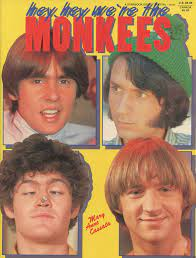 hey, hey we're the
MONKEES
Mary
Anne
Cassata